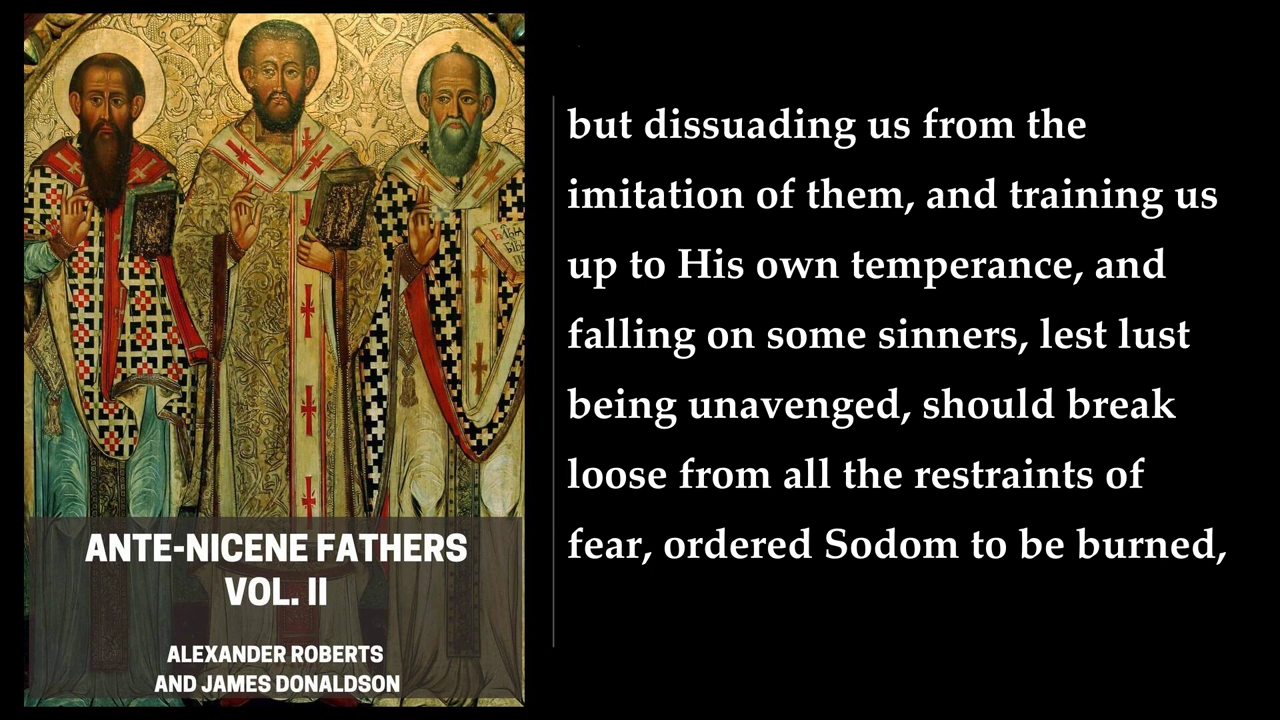 ANTE-NICENE FATHERS
VOL. II
ALEXANDER ROBERTS
AND JAMES DONALDSON
but dissuading us from the
imitation of them, and training us
up to His own temperance, and
falling on some sinners, lest lust
being unavenged, should break
loose from all the restraints of
fear, ordered Sodom to be burned,